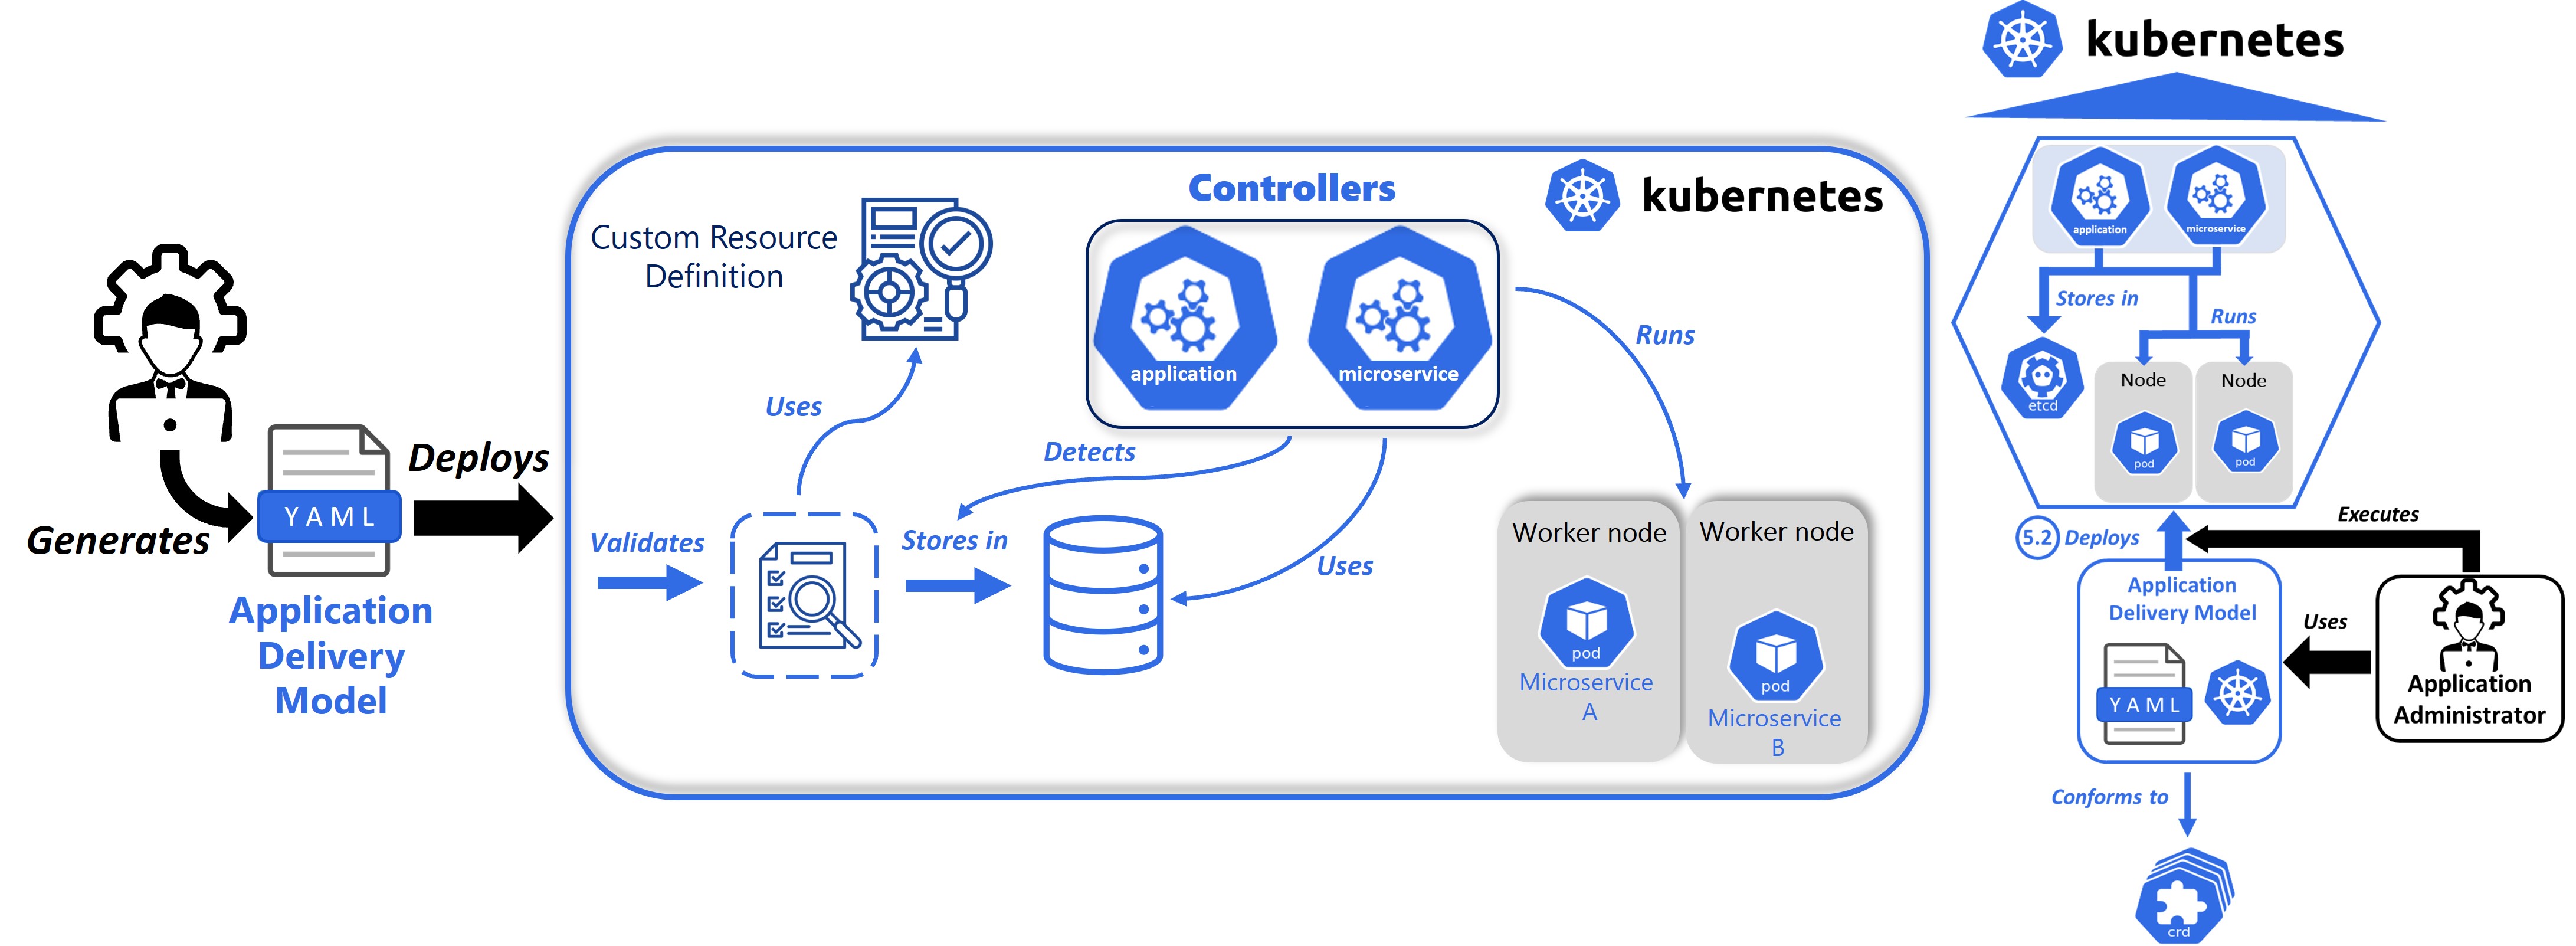 Generates
YAML
Application
Delivery
Model
Deploys
Custom Resource
Definition
Controllers
application
microservice
kubernetes
Uses
Detects
Runs
Validates
Stores in
Uses
Worker node
pod
Microservice
A
Worker node
pod
Microservice
B
kubernetes
application
microservice
Stores in
Runs
etcd
Node
pod
Node
pod
5.2 Deploys
Executes
Application
Delivery Model
YAML
Uses
Application
Administrator
Conforms to
crd